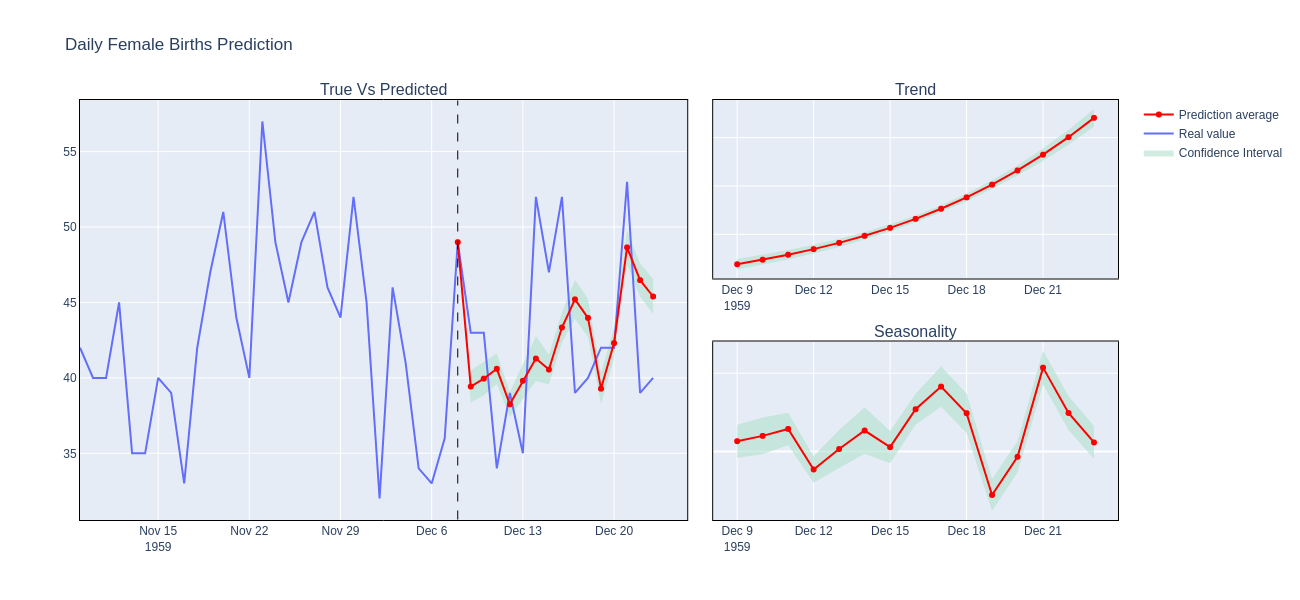 Daily Female Births Prediction
True Vs Predicted
55
50
45
40
35
Nov 15
1959
Nov 22
Nov 29
Dec 6
Dec 13
Dec 20
Trend
Dec 9
1959
Dec 12
Dec 15
Dec 18
Dec 21
Seasonality
Dec 9
1959
Dec 12
Dec 15
Dec 18
Dec 21
Prediction average
Real value
Confidence Interval